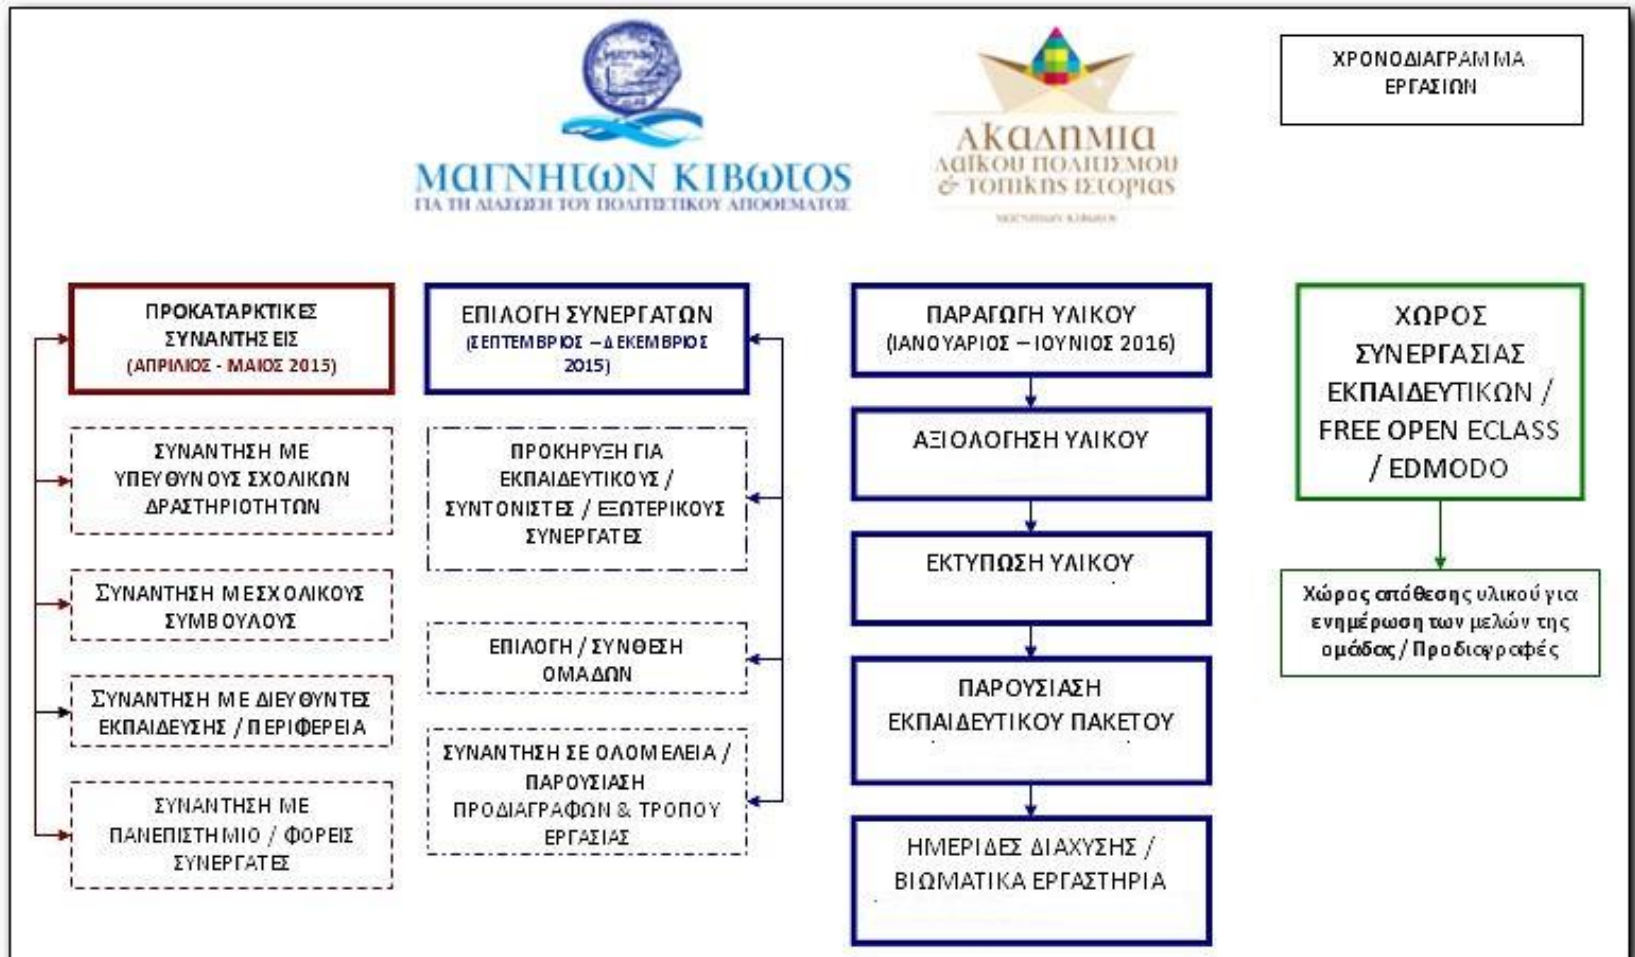 ΜΑΓΝΗΤΩΝ ΚΙΒΩΤΟΣ
ΓΙΑ ΤΗ ΔΙΑΣΩΣΗ ΤΟΥ ΠΟΛΙΤΙΣΤΙΚΟΥ ΑΠΟΘΕΜΑΤΟΣ
ΑΚΑΔΗΜΙΑ
ΛΑΪΚΟΥ ΠΟΛΙΤΙΣΜΟΥ
& ΤΟΠΙΚΗΣ ΙΣΤΟΡΙΑΣ
ΜΑΓΝΗΤΩΝ ΚΙΒΩΤΟΣ
ΧΡΟΝΟΔΙΑΓΡΑΜΜΑ
ΕΡΓΑΣΙΩΝ
ΠΡΟΚΑΤΑΡΚΤΙΚΕΣ
ΣΥΝΑΝΤΗΣΕΙΣ
(ΑΠΡΙΛΙΟΣ - ΜΑΙΟΣ 2015)
ΣΥΝΑΝΤΗΣΗ ΜΕ
ΥΠΕΥΘΥΝΟΥΣ ΣΧΟΛΙΚΩΝ
ΔΡΑΣΤΗΡΙΟΤΗΤΩΝ
ΣΥΝΑΝΤΗΣΗ ΜΕ ΣΧΟΛΙΚΟΥΣ
ΣΥΜΒΟΥΛΟΥΣ
ΣΥΝΑΝΤΗΣΗ ΜΕ ΔΙΕΥΘΥΝΤΕΣ
ΕΚΠΑΙΔΕΥΣΗΣ / ΠΕΡΙΦΕΡΕΙΑ
ΣΥΝΑΝΤΗΣΗ ΜΕ
ΠΑΝΕΠΙΣΤΗΜΙΟ / ΦΟΡΕΙΣ
ΣΥΝΕΡΓΑΤΕΣ
ΕΠΙΛΟΓΗ ΣΥΝΕΡΓΑΤΩΝ
(ΣΕΠΤΕΜΒΡΙΟΣ – ΔΕΚΕΜΒΡΙΟΣ
2015)
ΠΡΟΚΗΡΥΞΗ ΓΙΑ
ΕΚΠΑΙΔΕΥΤΙΚΟΥΣ /
ΣΥΝΤΟΝΙΣΤΕΣ / ΕΞΩΤΕΡΙΚΟΥΣ
ΣΥΝΕΡΓΑΤΕΣ
ΕΠΙΛΟΓΗ / ΣΥΝΘΕΣΗ
ΟΜΑΔΩΝ
ΣΥΝΑΝΤΗΣΗ ΣΕ ΟΛΟΜΕΛΕΙΑ /
ΠΑΡΟΥΣΙΑΣΗ
ΠΡΟΔΙΑΓΡΑΦΩΝ & ΤΡΟΠΟΥ
ΕΡΓΑΣΙΑΣ
ΠΑΡΑΓΩΓΗ ΥΛΙΚΟΥ
(ΙΑΝΟΥΑΡΙΟΣ – ΙΟΥΝΙΟΣ 2016)
ΑΞΙΟΛΟΓΗΣΗ ΥΛΙΚΟΥ
ΕΚΤΥΠΩΣΗ ΥΛΙΚΟΥ
ΠΑΡΟΥΣΙΑΣΗ
ΕΚΠΑΙΔΕΥΤΙΚΟΥ ΠΑΚΕΤΟΥ
ΗΜΕΡΙΔΕΣ ΔΙΑΧΥΣΗΣ /
ΒΙΩΜΑΤΙΚΑ ΕΡΓΑΣΤΗΡΙΑ
ΧΩΡΟΣ
ΣΥΝΕΡΓΑΣΙΑΣ
ΕΚΠΑΙΔΕΥΤΙΚΩΝ /
FREE OPEN ECLASS
/ EDMODO
Χώρος απόθεσης υλικού για
ενημέρωση των μελών της
ομάδας / Προδιαγραφές